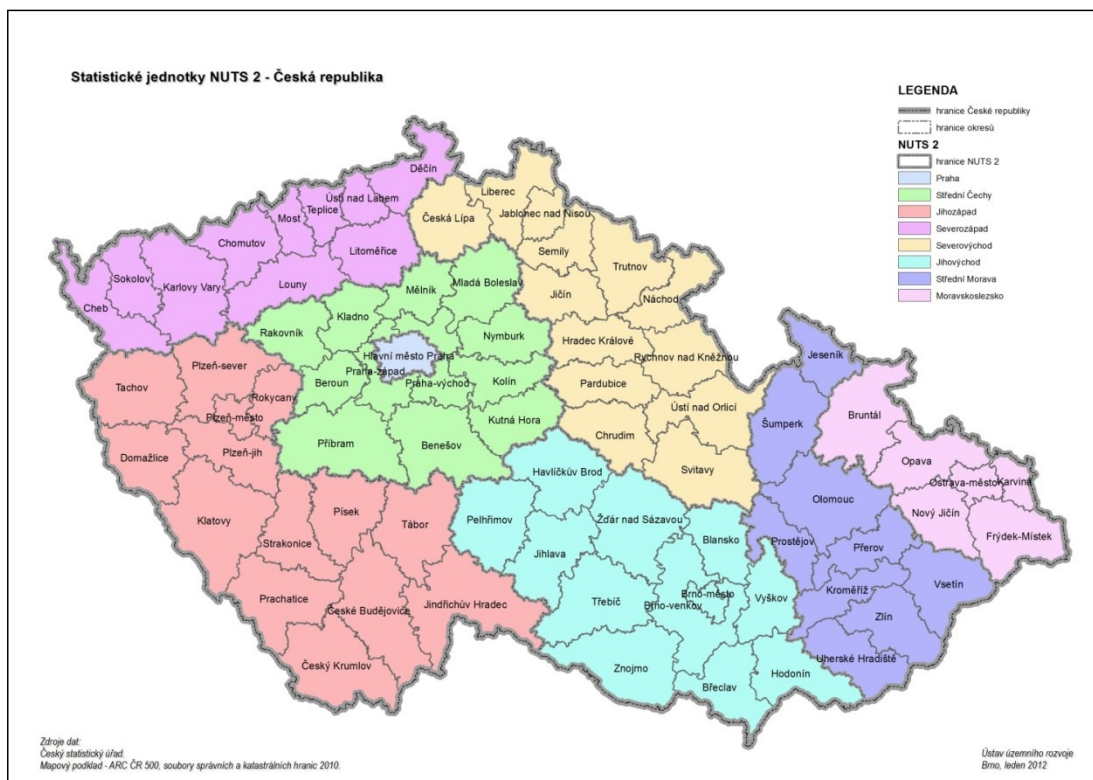 Statistické jednotky NUTS 2 - Česká republika
LEGENDA
hranice České republiky
hranice okresů
NUTS 2
hranice NUTS 2
Praha
Střední Čechy
Jihozápad
Severozápad
Severovýchod
Jihovýchod
Střední Morava
Moravskoslezsko
Děčín
Liberec
Ústí nad Labem
Teplice
Jablonec nad Nisou
Česká Lípa
Most
Chomutov
Litoměřice
Semily
Trutnov
Sokolov
Karlovy Vary
Louny
Mělník
Mladá Boleslav
Jičín
Náchod
Cheb
Kladno
Rakovník
Nymburk
Hradec Králové
Rychnov nad Kněžnou
Jeseník
Hlavní město Praha
Plzeň-sever
Praha-západ
Tachov
Beroun
Praha-východ
Kolín
Pardubice
Rokycany
Ústí nad Orlicí
Bruntál
Plzeň-město
Kutná Hora
Šumperk
Chrudim
Příbram
Benešov
Domažlice
Plzeň-jih
Opava
Havlíčkův Brod
Svitavy
Ostrava-město
Karviná
Olomouc
Klatovy
Písek
Tábor
Pelhřimov
Žďár nad Sázavou
Nový Jičín
Frýdek-Místek
Strakonice
Jihlava
Blansko
Prostějov
Přerov
Vsetín
Prachatice
České Budějovice
Jindřichův Hradec
Třebíč
Brno-město
Brno-venkov
Vyškov
Kroměříž
Zlín
Český Krumlov
Znojmo
Břeclav
Hodonín
Uherské Hradiště
Zdroje dat:
Český statistický úřad.
Mapový podklad - ARC ČR 500, soubory správních a katastrálních hranic 2010.
Ústav územního rozvoje
Brno, leden 2012